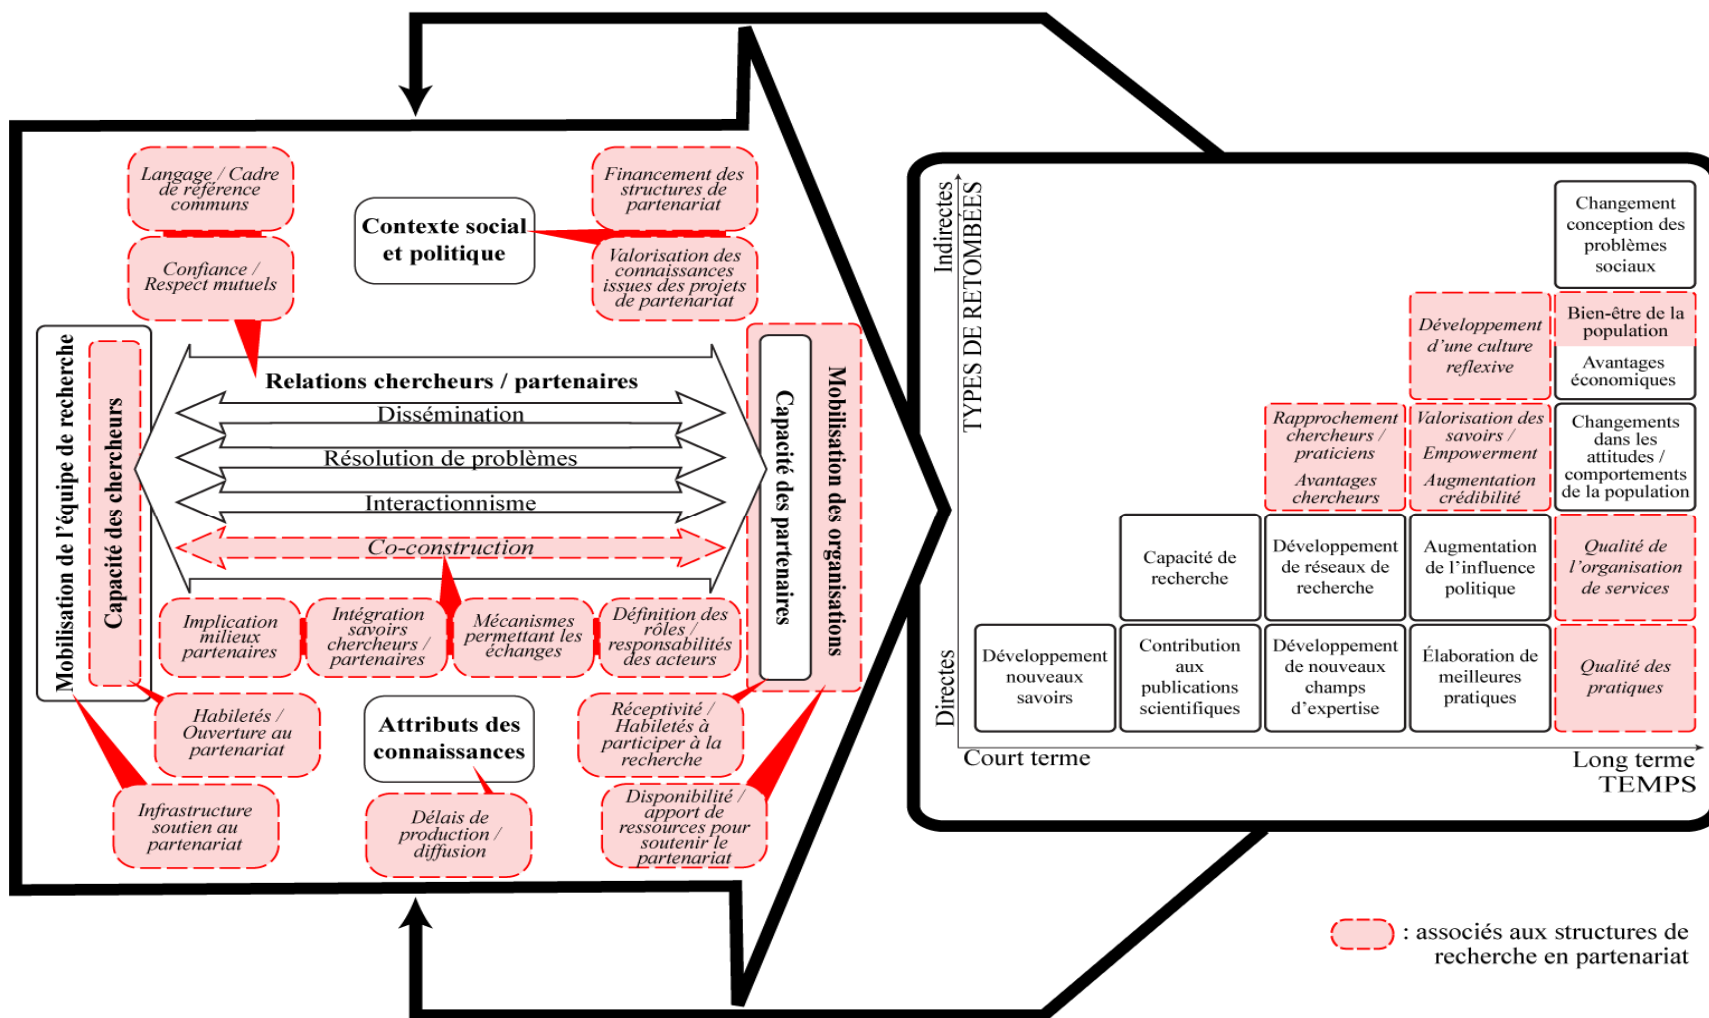 Langage / Cadre
de référence
communs
Confiance /
Respect mutuels
Contexte social
et politique
Financement des
structures de
partenariat
Valorisation des
connaissances
issues des projets
de partenariat
Mobilisation de l'équipe de recherche
Capacité des chercheurs
Relations chercheurs / partenaires
Dissémination
Résolution de problèmes
Interactionnisme
Co-construction
Capacité des partenaires
Mobilisation des organisations
Implication
milieux
partenaires
Intégration
savoirs
chercheurs /
partenaires
Mécanismes
permettant les
échanges
Définition des
rôles /
responsabilités
des acteurs
Habiletés /
Ouverture au
partenariat
Attributs des
connaissances
Réceptivité /
Habiletés à
participer à la
recherche
Infrastructure
soutien au
partenariat
Délais de
production /
diffusion
Disponibilité /
apport de
ressources pour
soutenir le
partenariat
TYPES DE RETOMBÉES
Indirectes
Directes
Changement
conception des
problèmes
sociaux
Développement
d'une culture
reflexive
Bien-être de la
population
Avantages
économiques
Rapprochement
chercheurs /
praticiens
Avantages
chercheurs
Valorisation des
savoirs /
Empowerment
Augmentation
crédibilité
Changements
dans les
attitudes /
comportements
de la population
Capacité de
recherche
Développement
de réseaux de
recherche
Augmentation
de l'influence
politique
Qualité de
l'organisation
de services
Développement
nouveaux
savoirs
Contribution
aux
publications
scientifiques
Développement
de nouveaux
champs
d'expertise
Élaboration de
meilleures
pratiques
Qualité des
pratiques
Court terme
Long terme
TEMPS
: associés aux structures de
recherche en partenariat